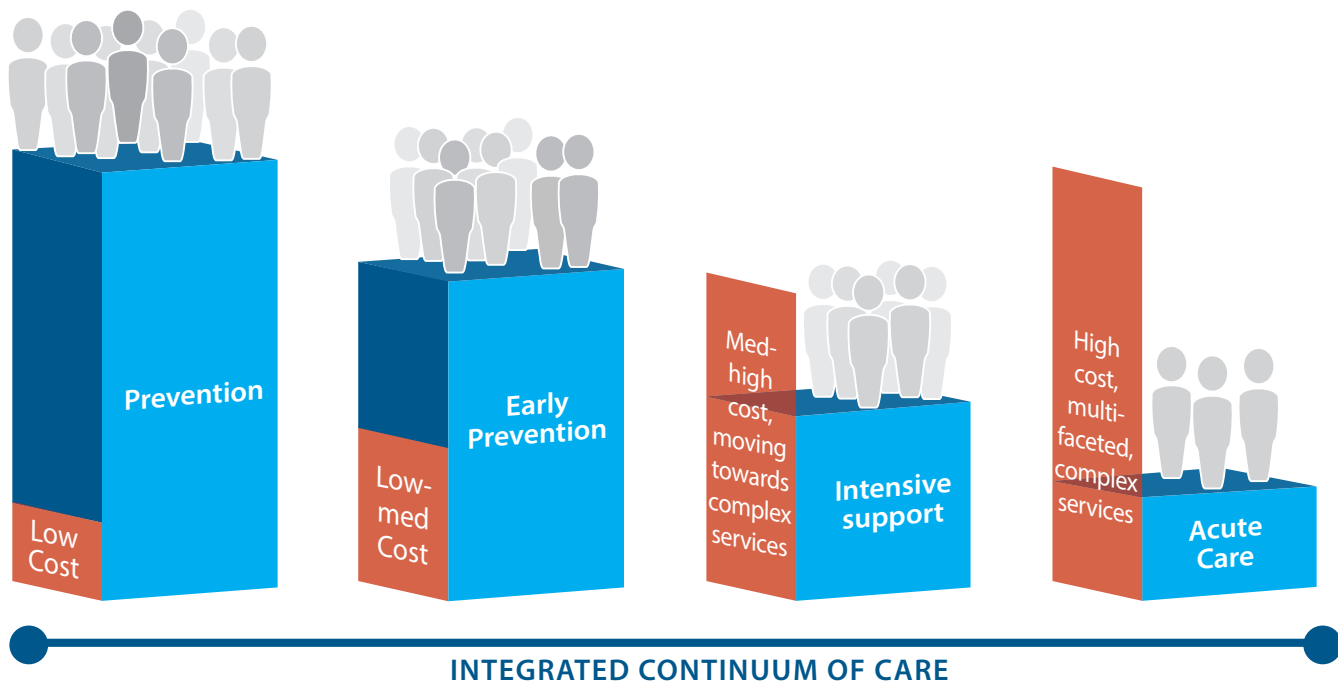 Prevention
Low
Cost
Early
Prevention
Low-
med
Cost
Med-
high
cost,
moving
towards
complex
services
Intensive
support
High
cost,
multi-
faceted,
complex
services
Acute
Care
INTEGRATED CONTINUUM OF CARE